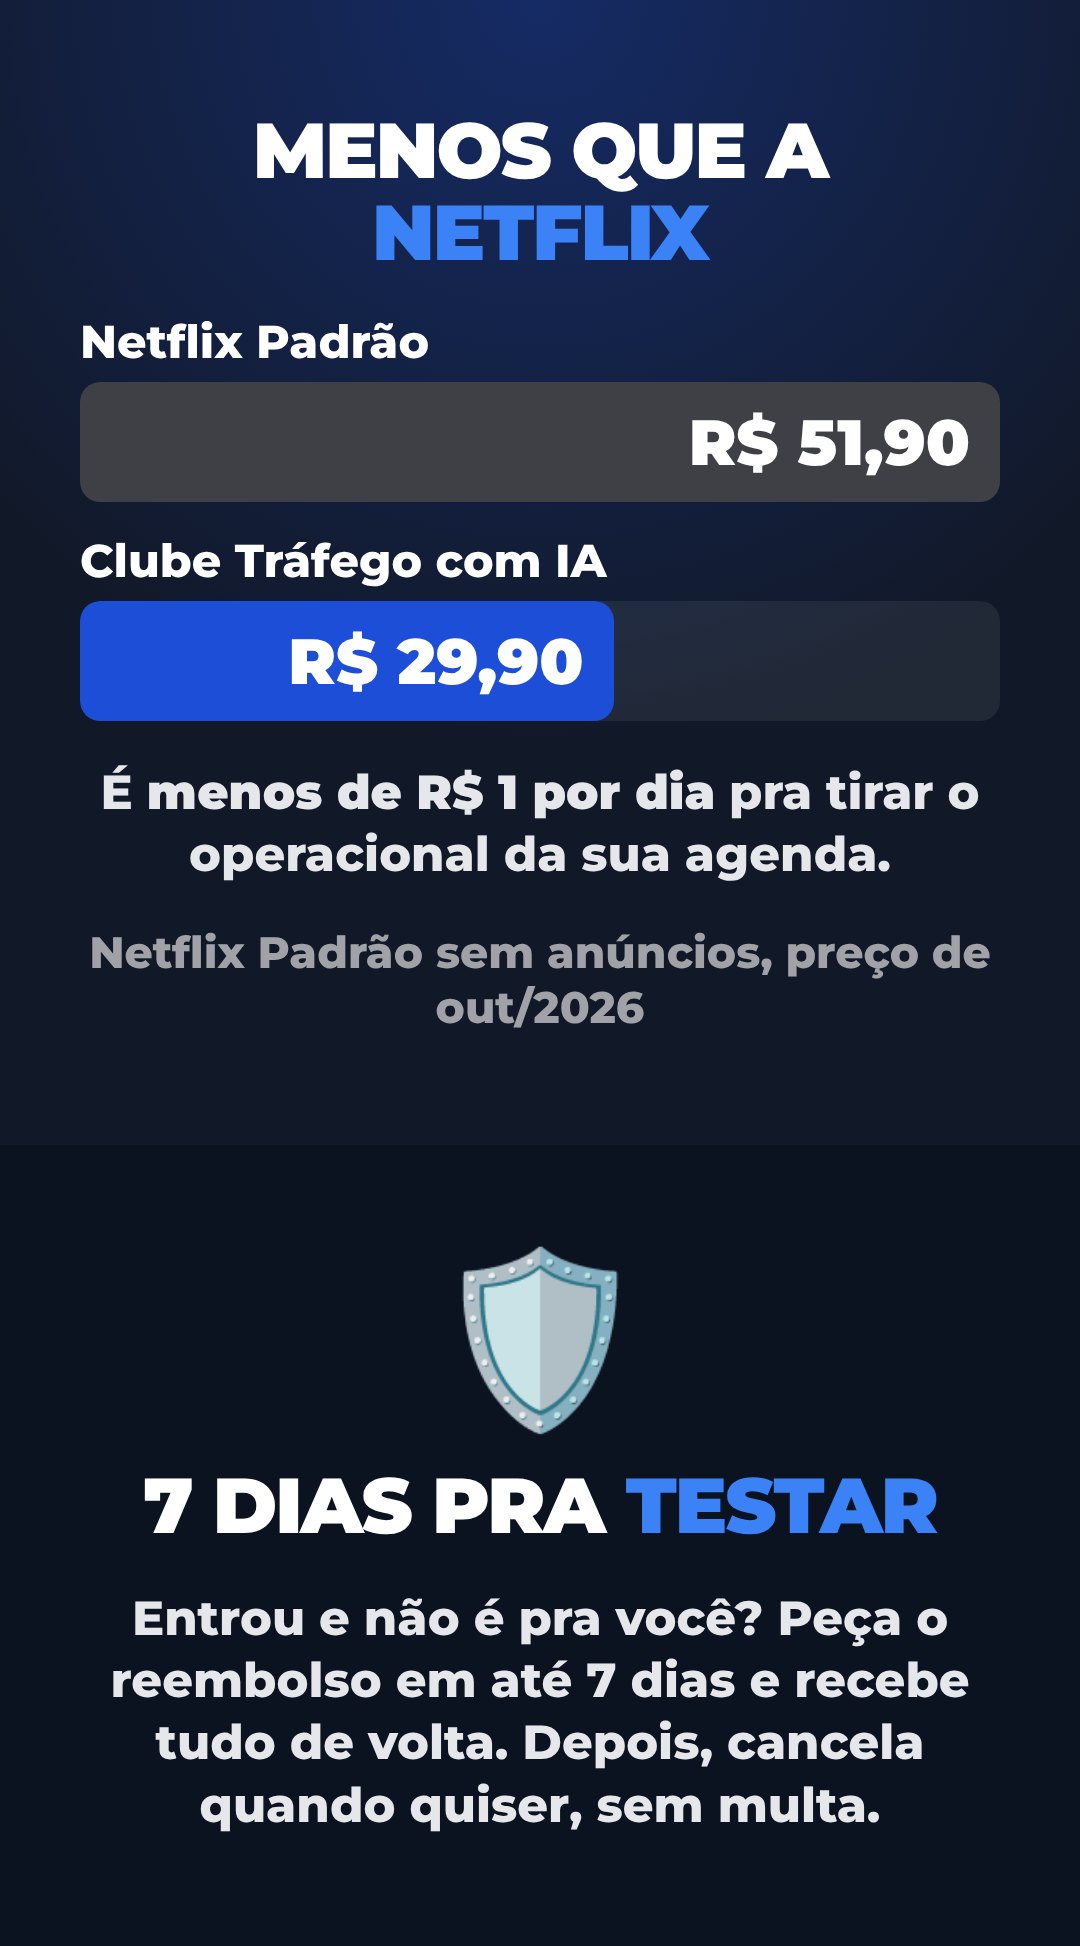 MENOS QUE A
NETFLIX
Netflix Padrão
R$ 51,90
Clube Tráfego com IA
R$ 29,90
É menos de R$ 1 por dia pra tirar o
operacional da sua agenda.
Netflix Padrão sem anúncios, preço de
out/2026
7 DIAS PRA TESTAR
Entrou e não é pra você? Peça o
reembolso em até 7 dias e recebe
tudo de volta. Depois, cancela
quando quiser, sem multa.